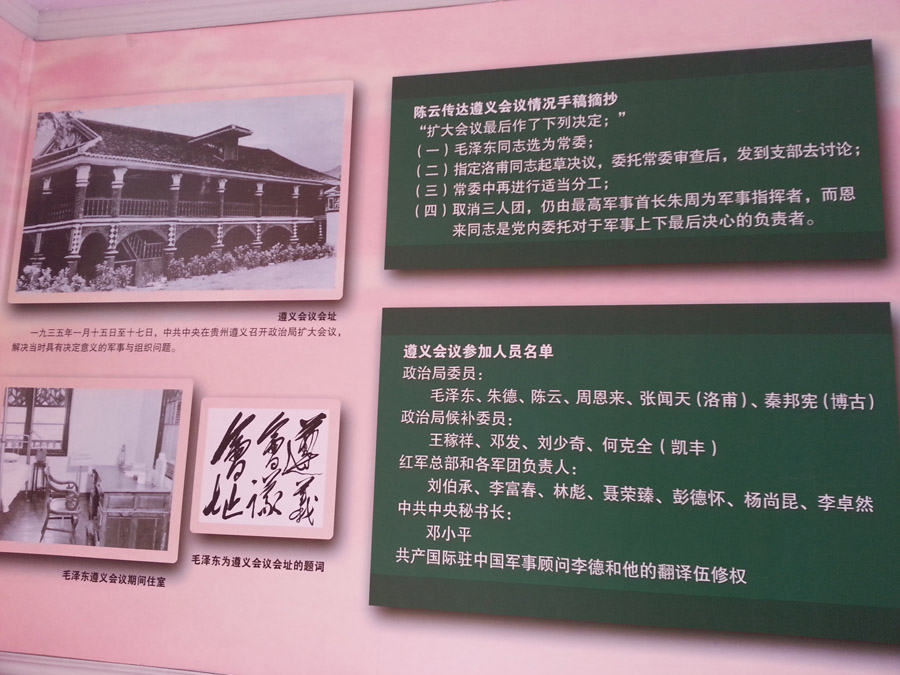 遵义会议会址
一九三五年一月十五日至十七日，中共中央在贵州遵义召开政治局扩大会议，
解决当时具有决定意义的军事与组织问题。
毛泽东遵义会议期间住室
遵义
会议
会址
毛泽东为遵义会议会址的题词
陈云传达遵义会议情况手稿摘抄
“扩大会议最后作了下列决定；”
（一）毛泽东同志选为常委；
（二）指定洛甫同志起草决议，委托常委审查后，发到支部去讨论；
（三）常委中再进行适当分工；
（四）取消三人团，仍由最高军事首长朱周为军事指挥者，而恩
来同志是党内委托对于军事上下最后决心的负责者。
遵义会议参加人员名单
政治局委员：
毛泽东、朱德、陈云、周恩来、张闻天（洛甫）、秦邦宪（博古）
政治局候补委员：
王稼祥、邓发、刘少奇、何克全（凯丰）
红军总部和各军团负责人：
刘伯承、李富春、林彪、聂荣臻、彭德怀、杨尚昆、李卓然
中共中央秘书长：
邓小平
共产国际驻中国军事顾问李德和他的翻译伍修权